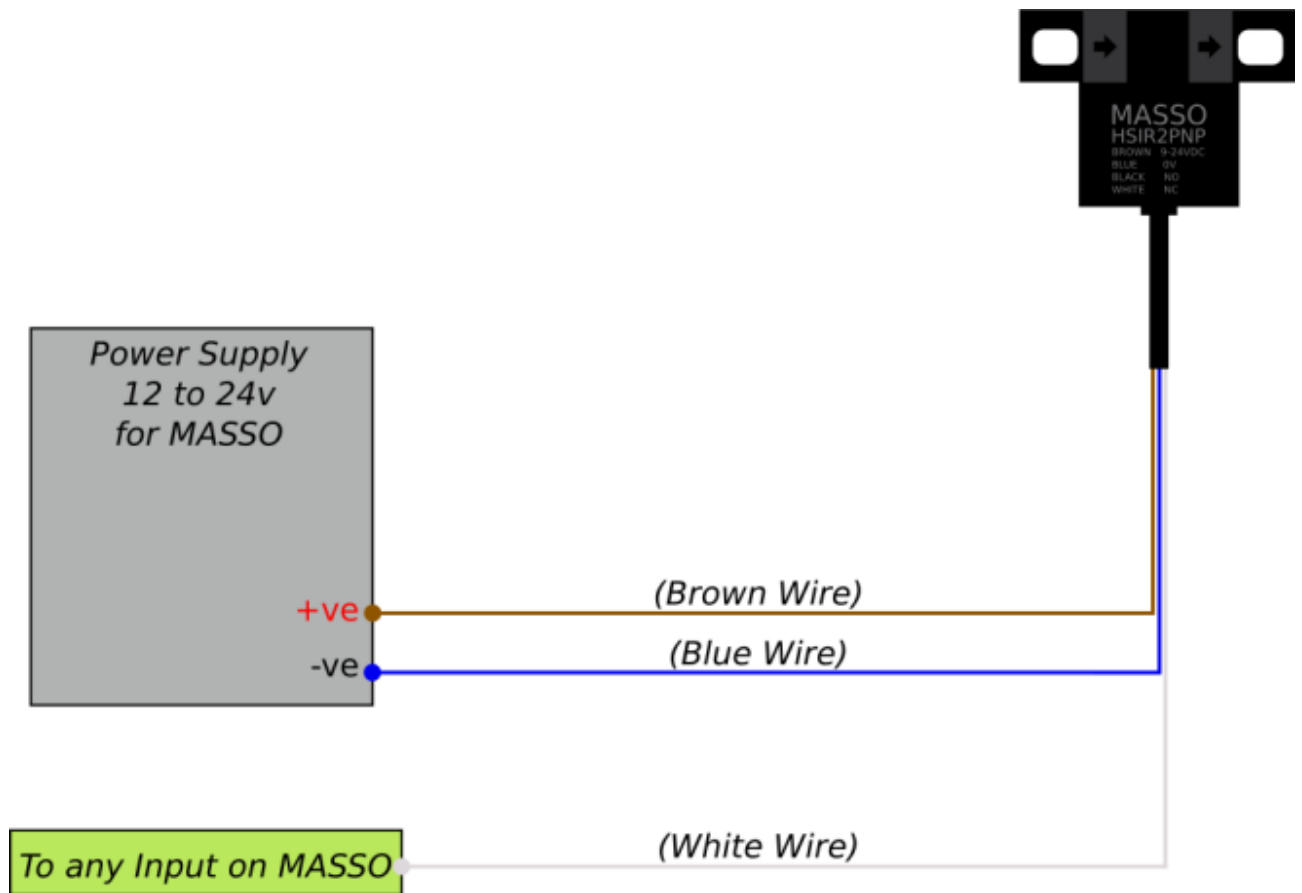 MASSO
HSIR2PNP
BROWN 9-24VDC
BLUE 0V
BLACK NO
WHITE NC
Power Supply
12 to 24v
for MASSO
+ve
-ve
(Brown Wire)
(Blue Wire)
(White Wire)
To any Input on MASSO